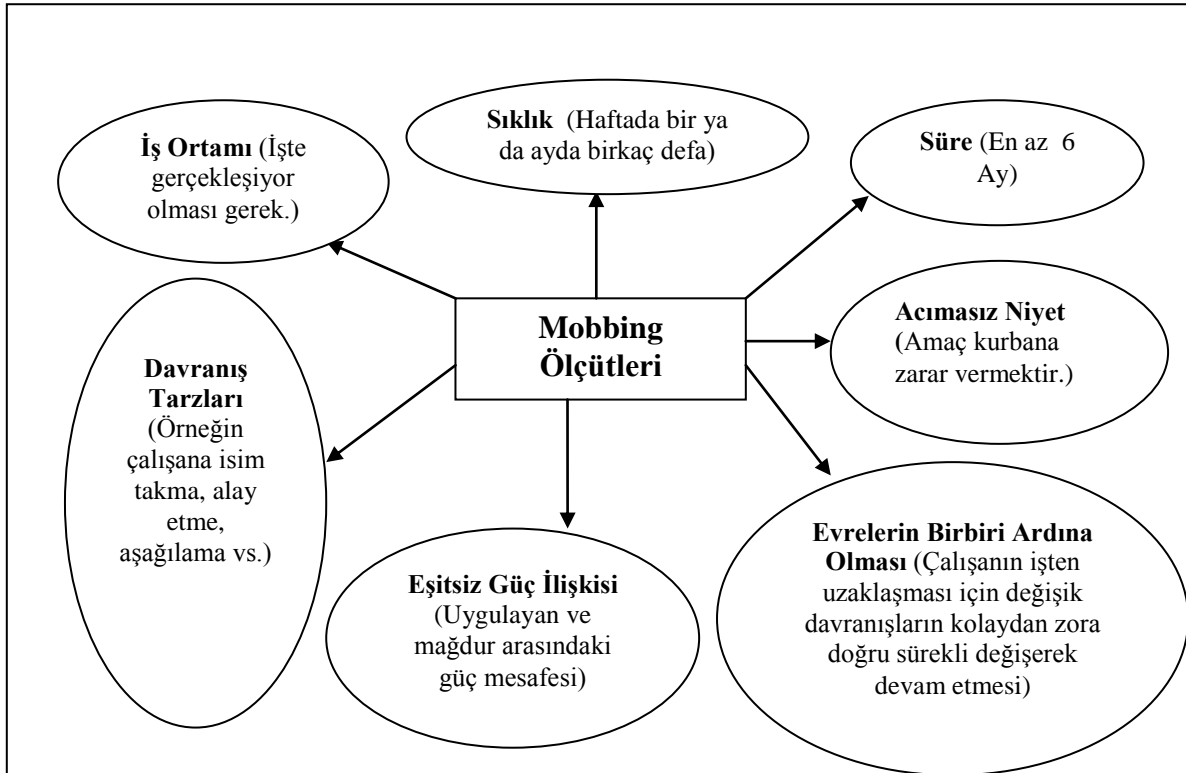 Sıklık (Haftada bir ya
da ayda birkaç defa)
İş Ortamı (İşte
gerçekleşiyor
olması gerek.)
Süre (En az 6
Ay)
Mobbing
Ölçütleri
Acımasız Niyet
(Amaç kurbana
zarar vermektir.)
Davranış
Tarzları
(Örneğin
çalışana isim
takma, alay
etme,
aşağılama vs.)
Eşitsiz Güç İlişkisi
(Uygulayan ve
mağdur arasındaki
güç mesafesi)
Evrelerin Birbiri Ardına
Olması (Çalışanın işten
uzaklaşması için değişik
davranışların kolaydan zora
doğru sürekli değişerek
devam etmesi)